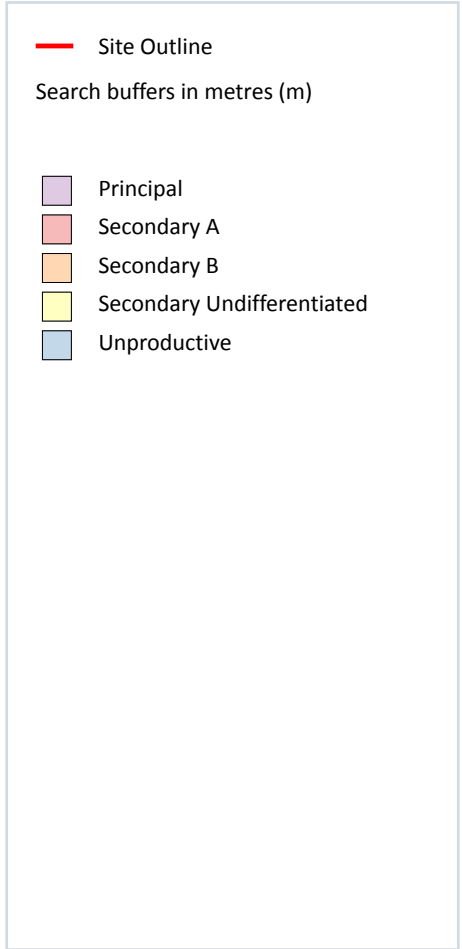 Site Outline
Search buffers in metres (m)
Principal
Secondary A
Secondary B
Secondary Undifferentiated
Unproductive